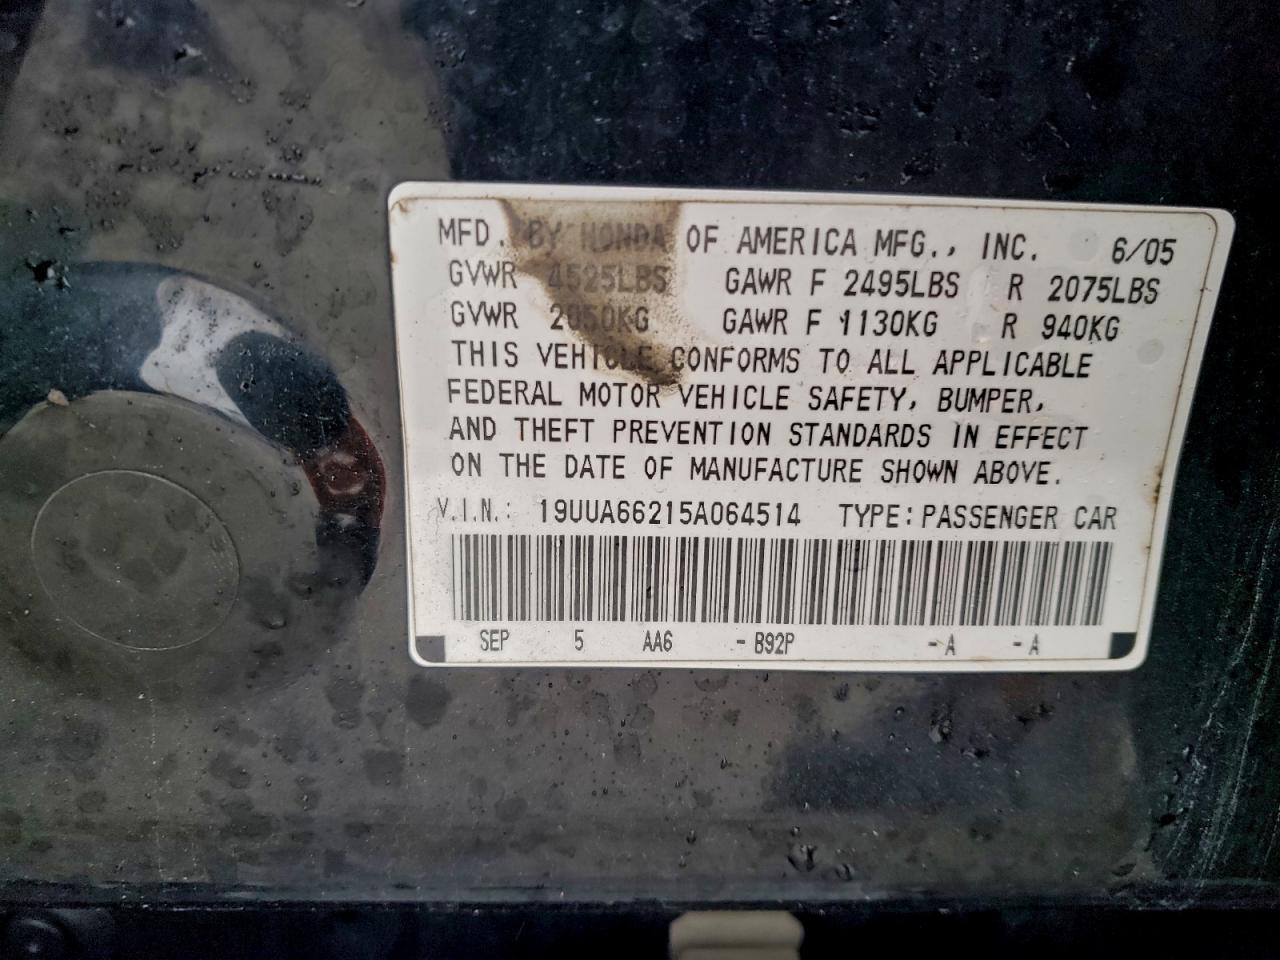 MFD. BY HONDA OF AMERICA MFG., INC. 6/05
GVWR 4525LBS GAWR F 2495LBS R 2075LBS
GVWR 2050KG GAWR F 1130KG R 940KG
THIS VEHICLE CONFORMS TO ALL APPLICABLE
FEDERAL MOTOR VEHICLE SAFETY, BUMPER,
AND THEFT PREVENTION STANDARDS IN EFFECT
ON THE DATE OF MANUFACTURE SHOWN ABOVE.
V.I.N.: 19UUA66215A064514 TYPE: PASSENGER CAR
SEP 5 AA6 - B92P - A - A